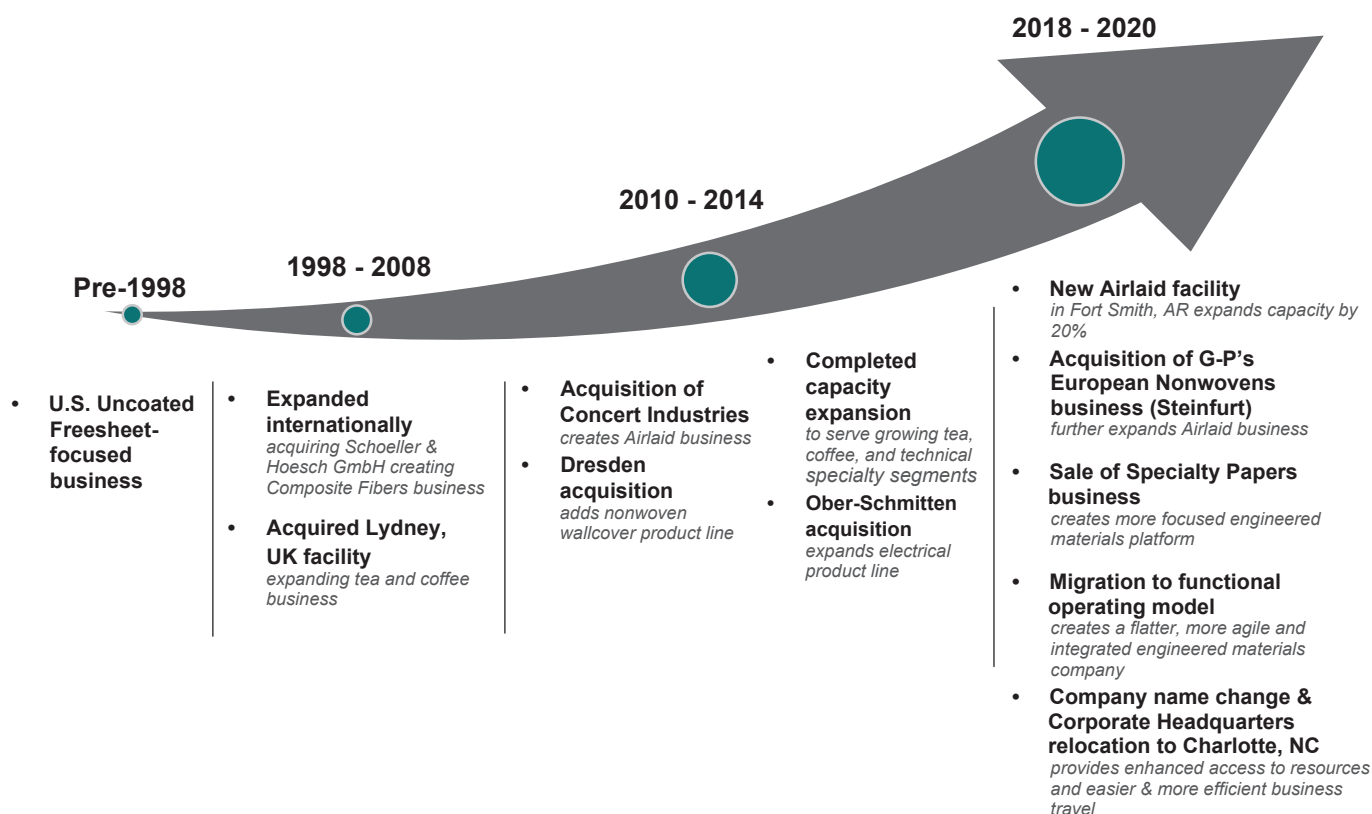 2018 - 2020
2010 - 2014
1998 - 2008
Pre-1998
• U.S. Uncoated
Freesheet-
focused
business
• Expanded
internationally
acquiring Schoeller &
Hoesch GmbH creating
Composite Fibers business
• Acquired Lydney,
UK facility
expanding tea and coffee
business
• Acquisition of
Concert Industries
creates Airlaid business
• Dresden
acquisition
adds nonwoven
wallcover product line
• Completed
capacity
expansion
to serve growing tea,
coffee, and technical
specialty segments
• Ober-Schmitten
acquisition
expands electrical
product line
• New Airlaid facility
in Fort Smith, AR expands capacity by
20%
• Acquisition of G-P’s
European Nonwovens
business (Steinfurt)
further expands Airlaid business
• Sale of Specialty Papers
business
creates more focused engineered
materials platform
• Migration to functional
operating model
creates a flatter, more agile and
integrated engineered materials
company
• Company name change &
Corporate Headquarters
relocation to Charlotte, NC
provides enhanced access to resources
and easier & more efficient business
travel